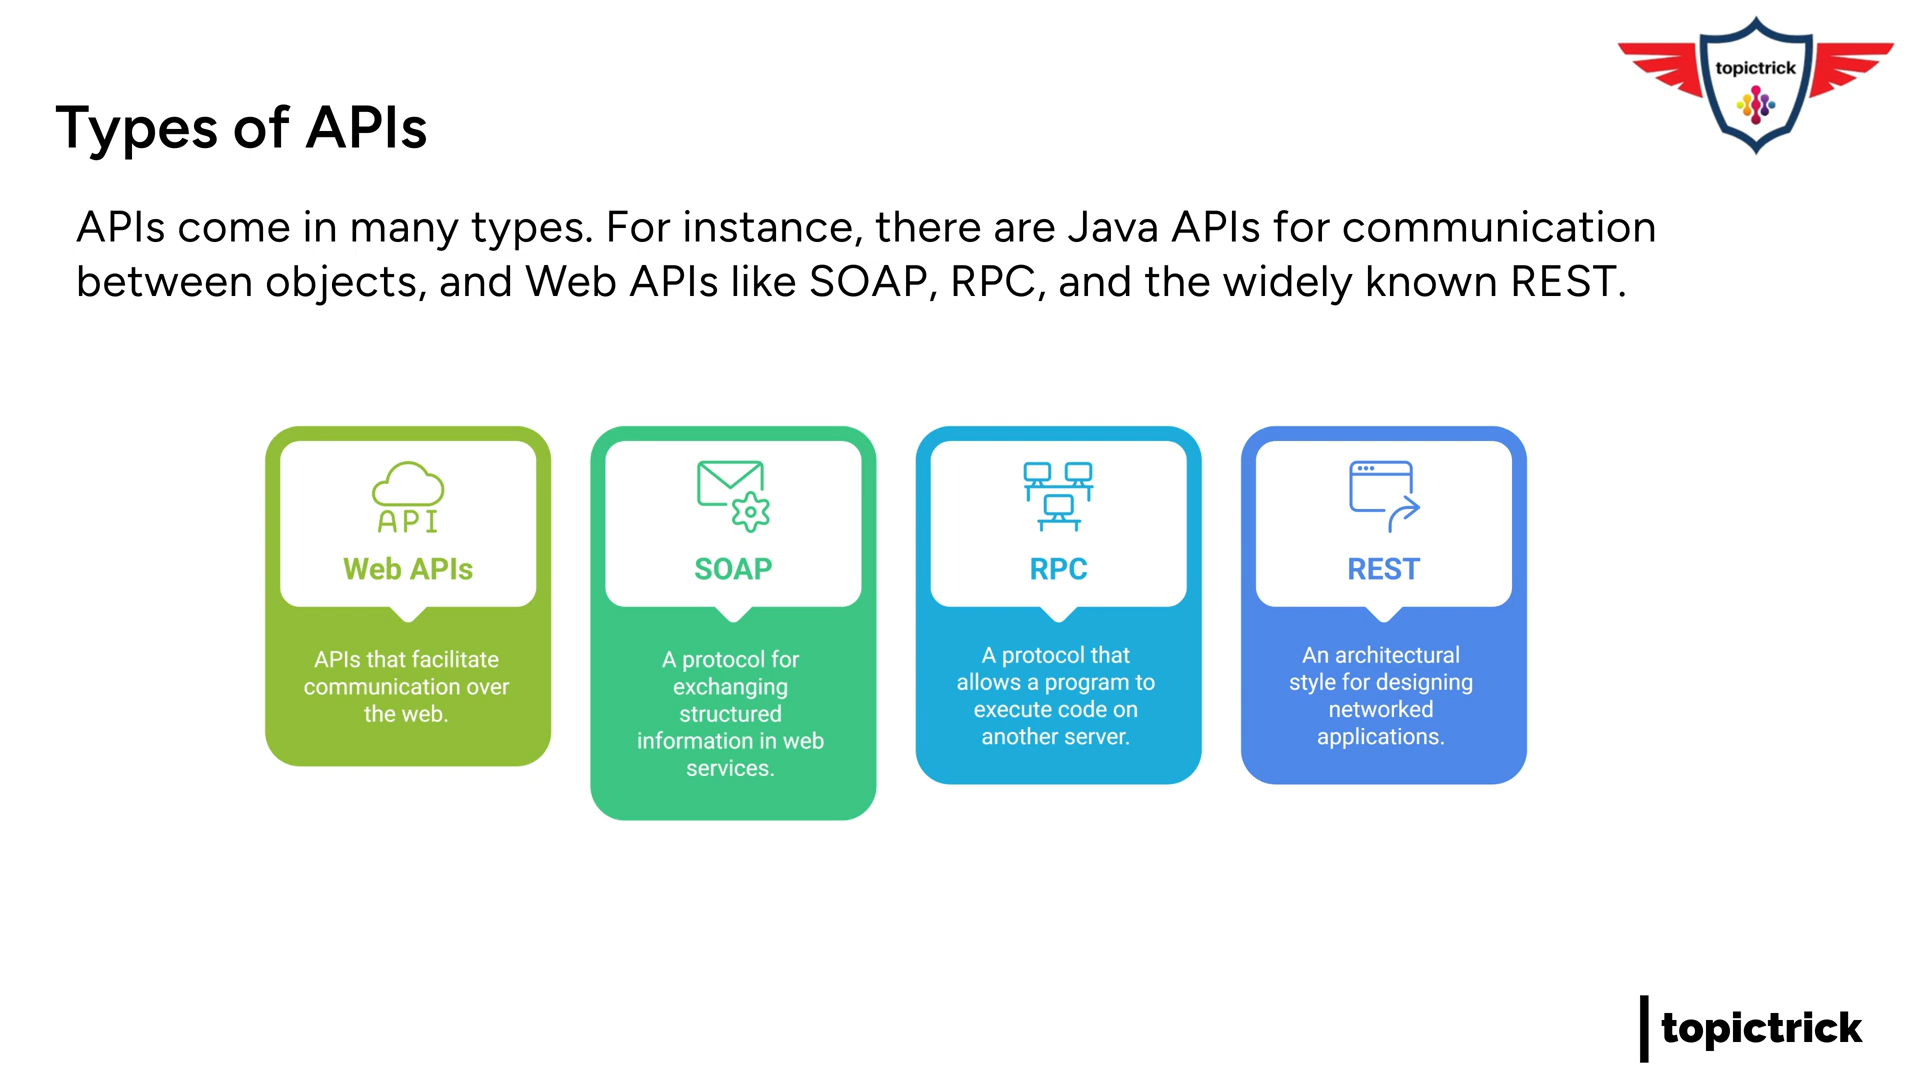 topictrick
Types of APIs
APIs come in many types. For instance, there are Java APIs for communication
between objects, and Web APIs like SOAP, RPC, and the widely known REST.
API
Web APIs
APIs that facilitate
communication over
the web.
SOAP
A protocol for
exchanging
structured
information in web
services.
RPC
A protocol that
allows a program to
execute code on
another server.
REST
An architectural
style for designing
networked
applications.
topictrick